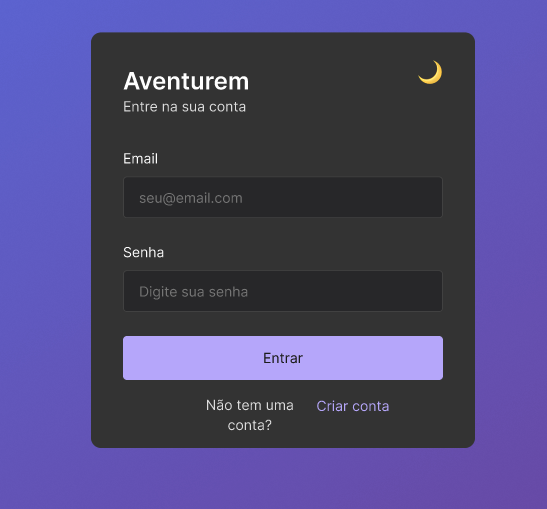 Aventurem
Entre na sua conta
Email
seu@email.com
Senha
Digite sua senha
Entrar
Não tem uma
conta?
Criar conta